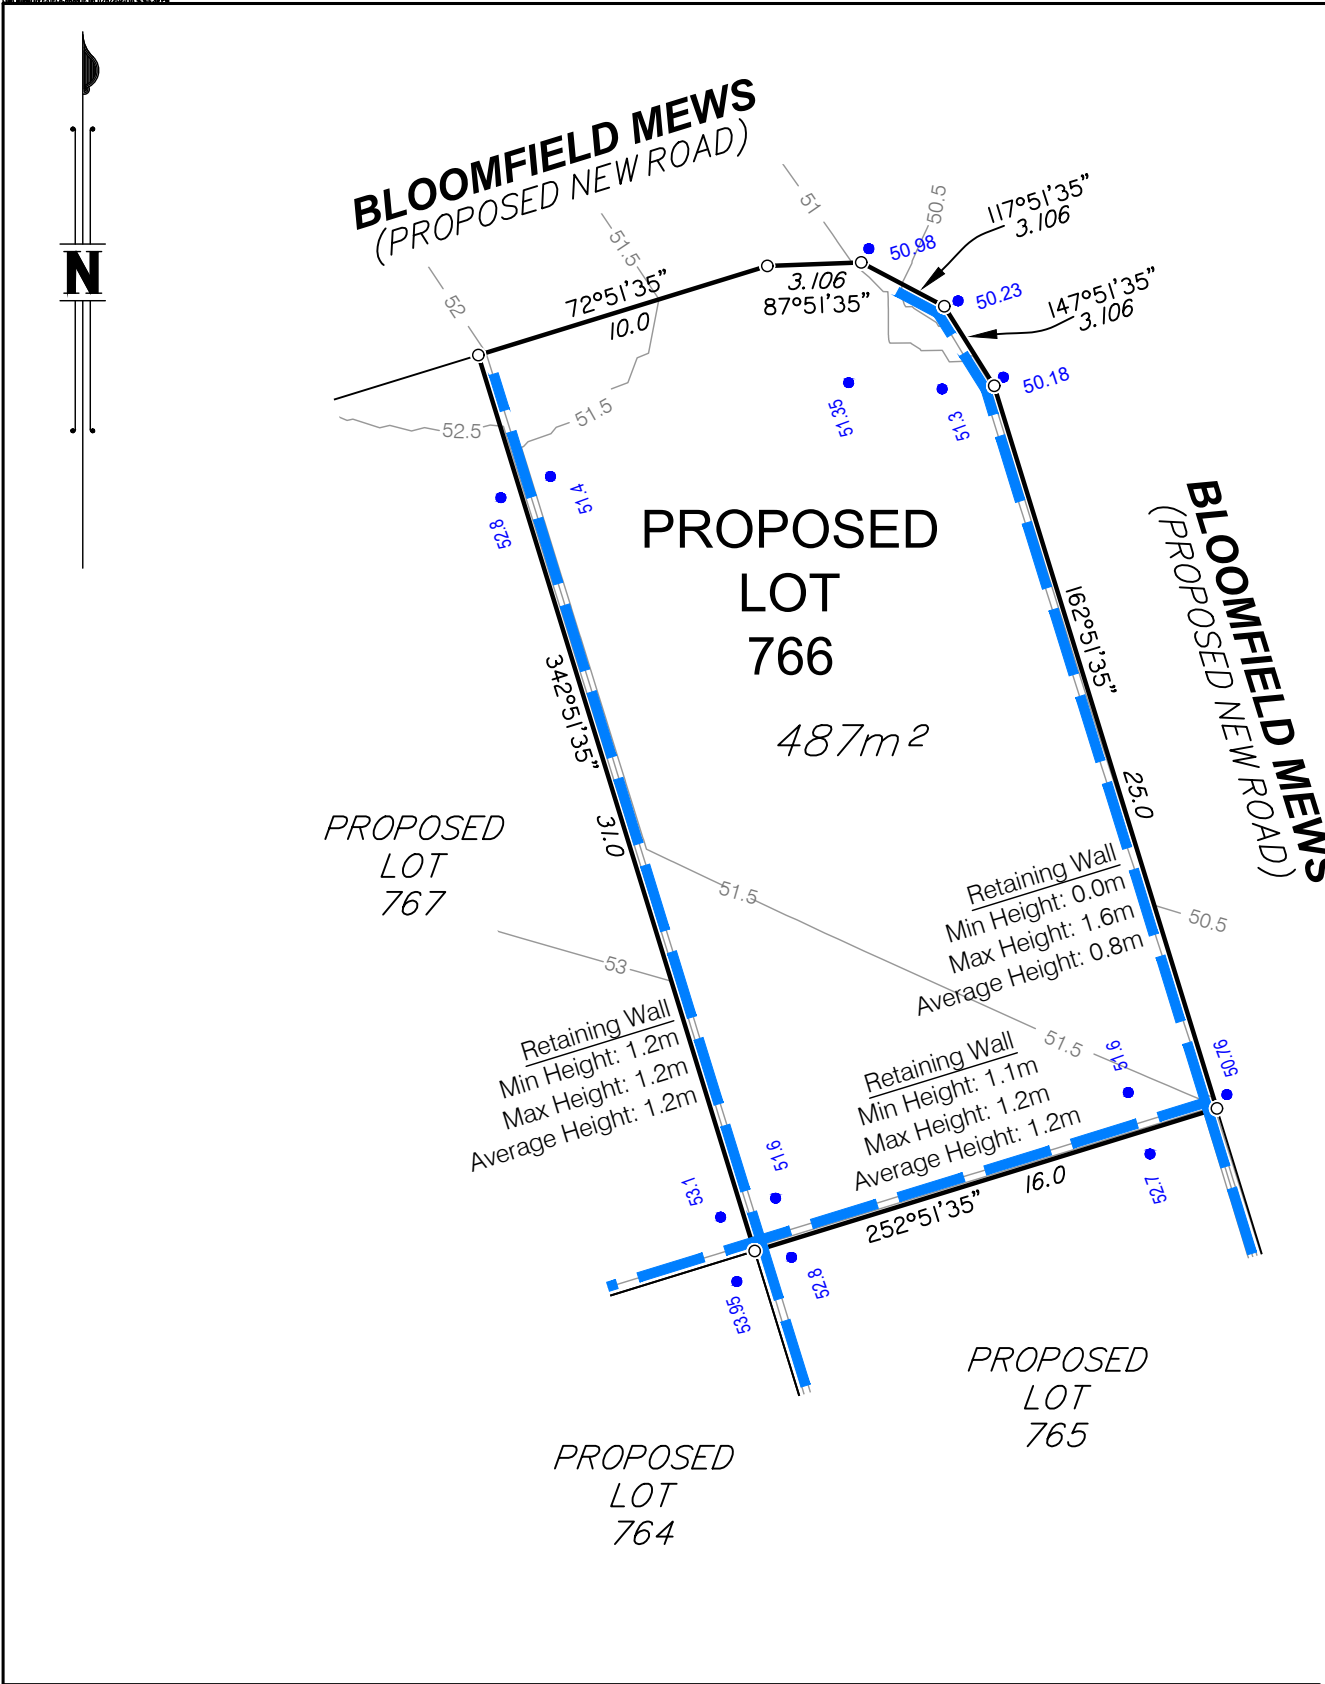 N
BLOOMFIELD MEWS
(PROPOSED NEW ROAD)
52
51.5
51
50.5
117°51'35"
3.106
50.98
50.23
147°51'35"
3.106
50.18
72°51'35"
10.0
3.106
87°51'35"
52.5
51.5
51.35
51.3
52.8
51.4
PROPOSED
LOT
766
487m²
BLOOMFIELD MEWS
(PROPOSED NEW ROAD)
162°51'35"
25.0
342°51'35"
31.0
PROPOSED
LOT
767
51.5
50.5
53
Retaining Wall
Min Height: 0.0m
Max Height: 1.6m
Average Height: 0.8m
Retaining Wall
Min Height: 1.2m
Max Height: 1.2m
Average Height: 1.2m
Retaining Wall
Min Height: 1.1m
Max Height: 1.2m
Average Height: 1.2m
51.5
51.6
50.76
53.1
51.6
52.7
252°51'35"
16.0
53.95
52.8
PROPOSED
LOT
765
PROPOSED
LOT
764